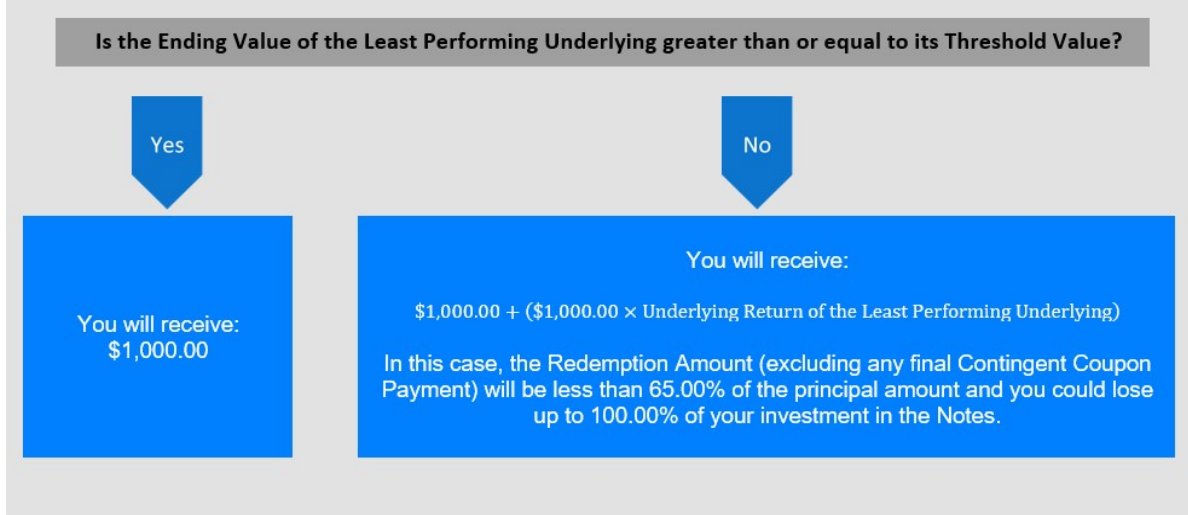 Is the Ending Value of the Least Performing Underlying greater than or equal to its Threshold Value?
Yes
No
You will receive:
$1,000.00
You will receive:
$1,000.00 + ($1,000.00 × Underlying Return of the Least Performing Underlying)
In this case, the Redemption Amount (excluding any final Contingent Coupon
Payment) will be less than 65.00% of the principal amount and you could lose
up to 100.00% of your investment in the Notes.